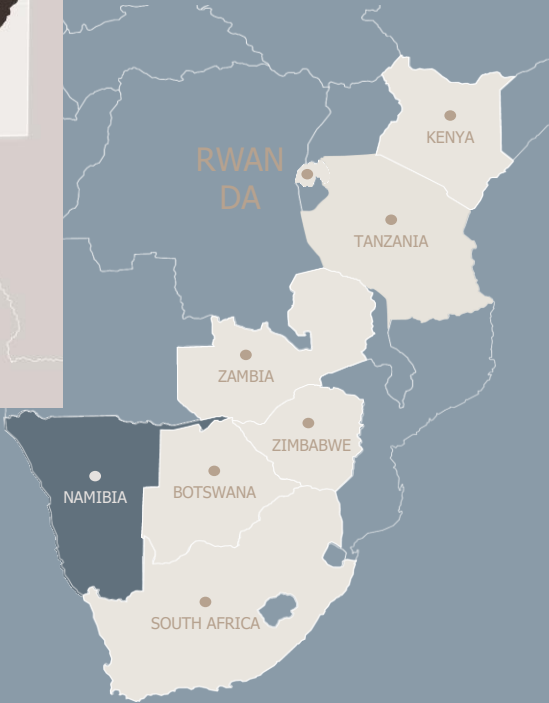 KENYA
RWAN
DA
TANZANIA
ZAMBIA
ZIMBABWE
BOTSWANA
NAMIBIA
SOUTH AFRICA